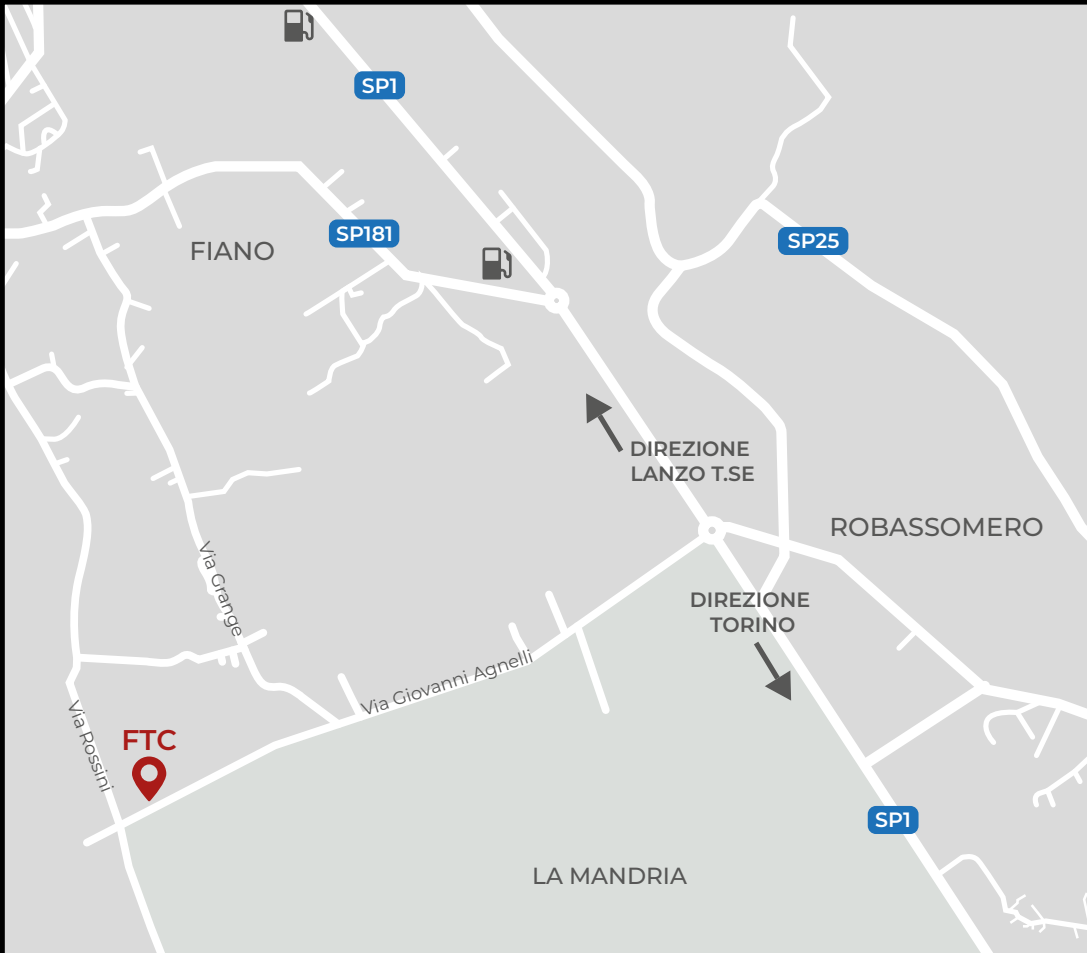 SP1
SP181
FIANO
SP25
DIREZIONE
LANZO T.SE
ROBASSOMERO
Via Grange
DIREZIONE
TORINO
Via Giovanni Agnelli
Via Rossini
FTC
SP1
LA MANDRIA